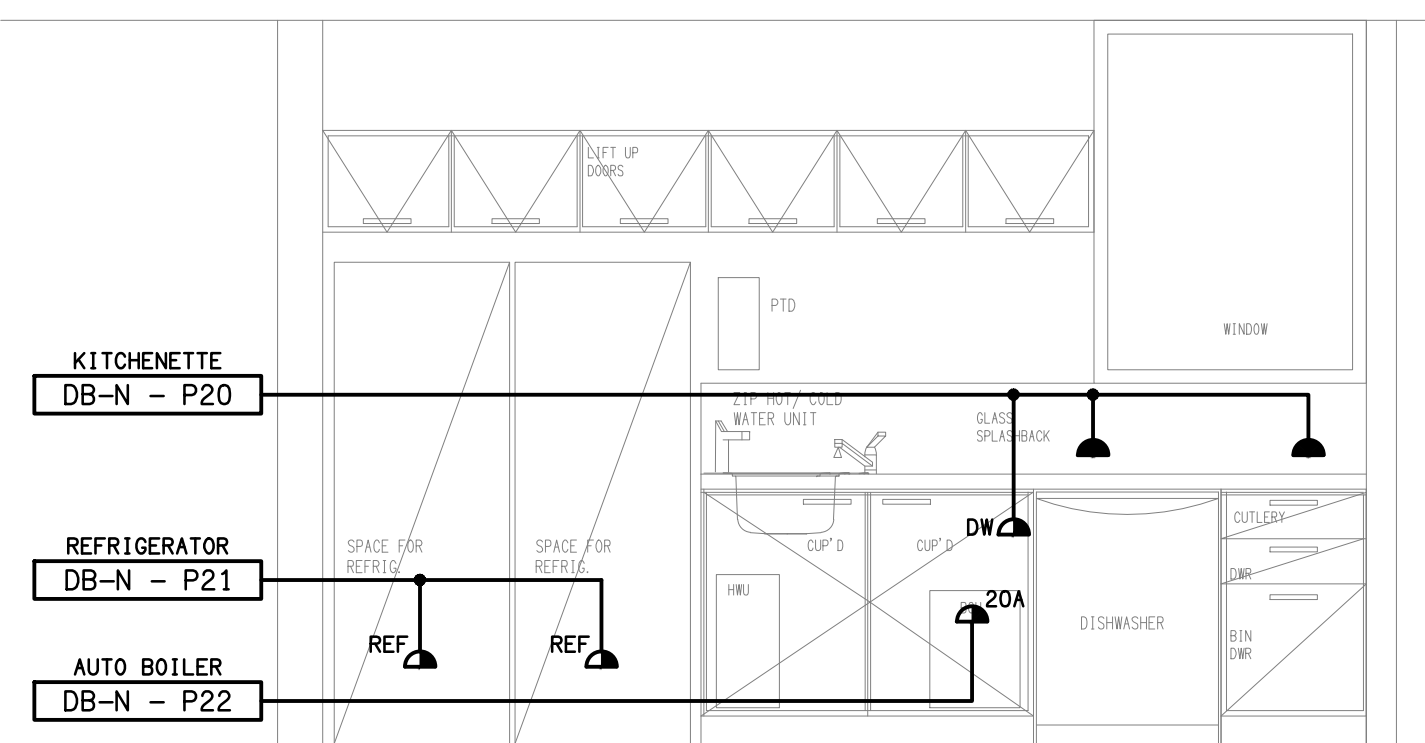 LIFT UP
DOORS
PTD
WINDOW
KITCHENETTE
DB-N - P20
ZIP HOT/ COLD
WATER UNIT
GLASS
SPLASHBACK
CUTLERY
DW
REFRIGERATOR
DB-N - P21
SPACE FOR
REFRIG.
SPACE FOR
REFRIG.
CUP'D
CUP'D
DWR
HWU
20A
DISHWASHER
REF
REF
BIN
DWR
AUTO BOILER
DB-N - P22